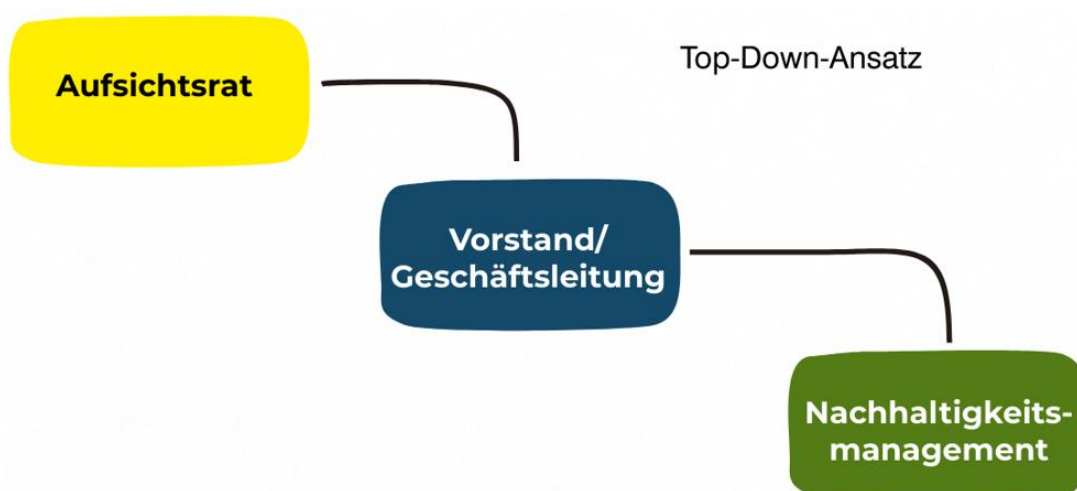 Aufsichtsrat
Top-Down-Ansatz
Vorstand/
Geschäftsleitung
Nachhaltigkeits-
management